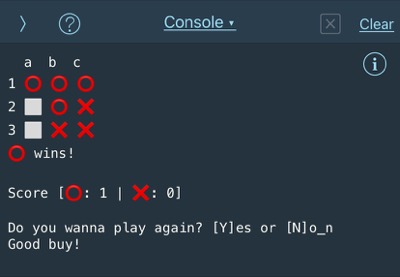 Console ▾
Clear
a b c
1 ⭕ ⭕ ⭕
2 ⬜ ⭕ ❌
3 ⬜ ❌ ❌
⭕ wins!
Score [⭕: 1 | ❌: 0]
Do you wanna play again? [Y]es or [N]o_n
Good buy!